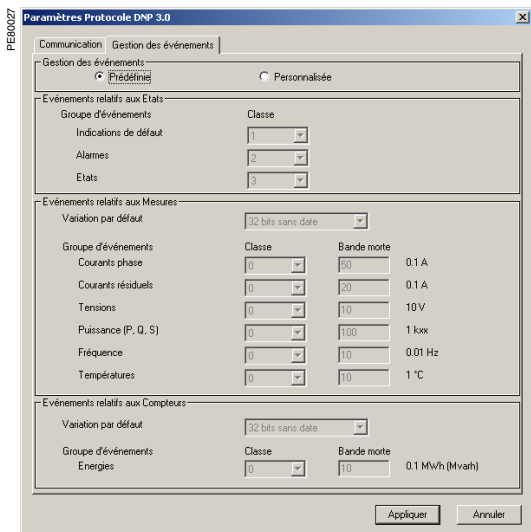 PE80027
Paramètres Protocole DNP 3.0
Communication Gestion des événements
Gestion des événements
Prédéfinie Personnalisée
Evénements relatifs aux Etats
Groupe d'événements Classe
Indications de défaut 1
Alarmes 2
Etats 3
Evénements relatifs aux Mesures
Variation par défaut 32 bits sans date
Groupe d'événements Classe Bande morte
Courants phase 0 50 0.1 A
Courants résiduels 0 20 0.1 A
Tensions 0 10 10 V
Puissance (P, Q, S) 0 100 1 kxx
Fréquence 0 10 0.01 Hz
Températures 0 10 1 °C
Evénements relatifs aux Compteurs
Variation par défaut 32 bits sans date
Groupe d'événements Classe Bande morte
Energies 0 10 0.1 MWh (Mvarh)
Appliquer Annuler